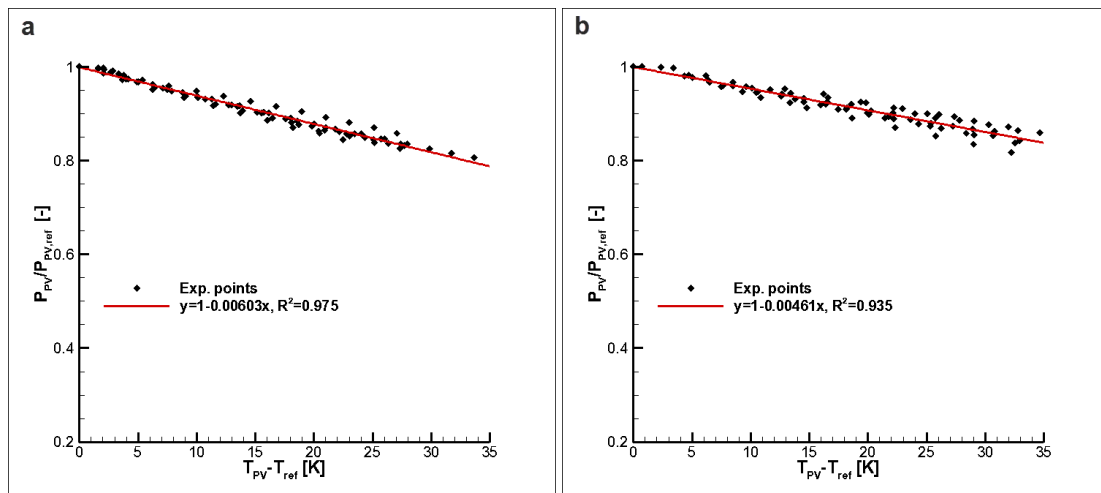 a
1
0.8
0.6
0.4
0.2
P_PV/P_PV,ref [-]
Exp. points
y=1-0.00603x, R²=0.975
0 5 10 15 20 25 30 35
T_PV-T_ref [K]
b
1
0.8
0.6
0.4
0.2
P_PV/P_PV,ref [-]
Exp. points
y=1-0.00461x, R²=0.935
0 5 10 15 20 25 30 35
T_PV-T_ref [K]